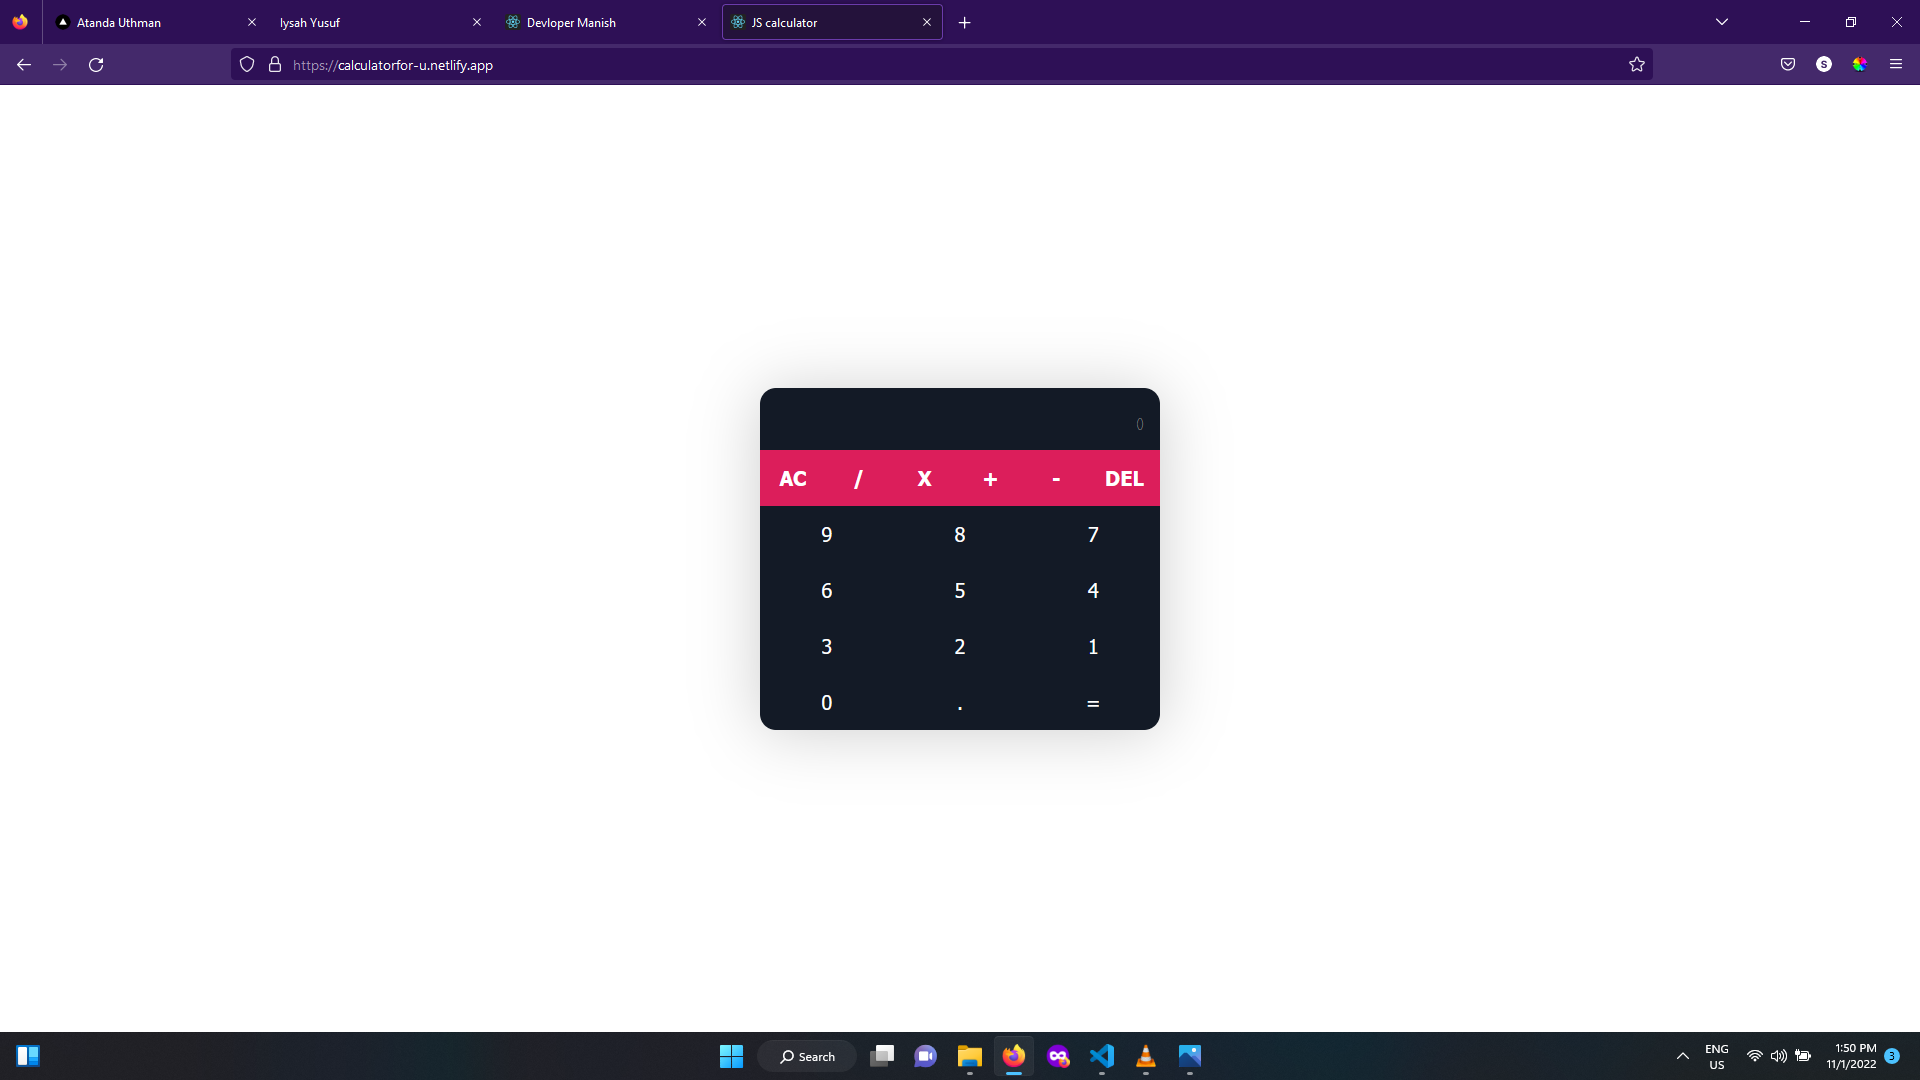 Atanda Uthman
Iysah Yusuf
Devloper Manish
JS calculator
https://calculatorfor-u.netlify.app
S
0
AC / X + - DEL
9 8 7
6 5 4
3 2 1
0 . =
Search
ENG
US
1:50 PM
11/1/2022
3